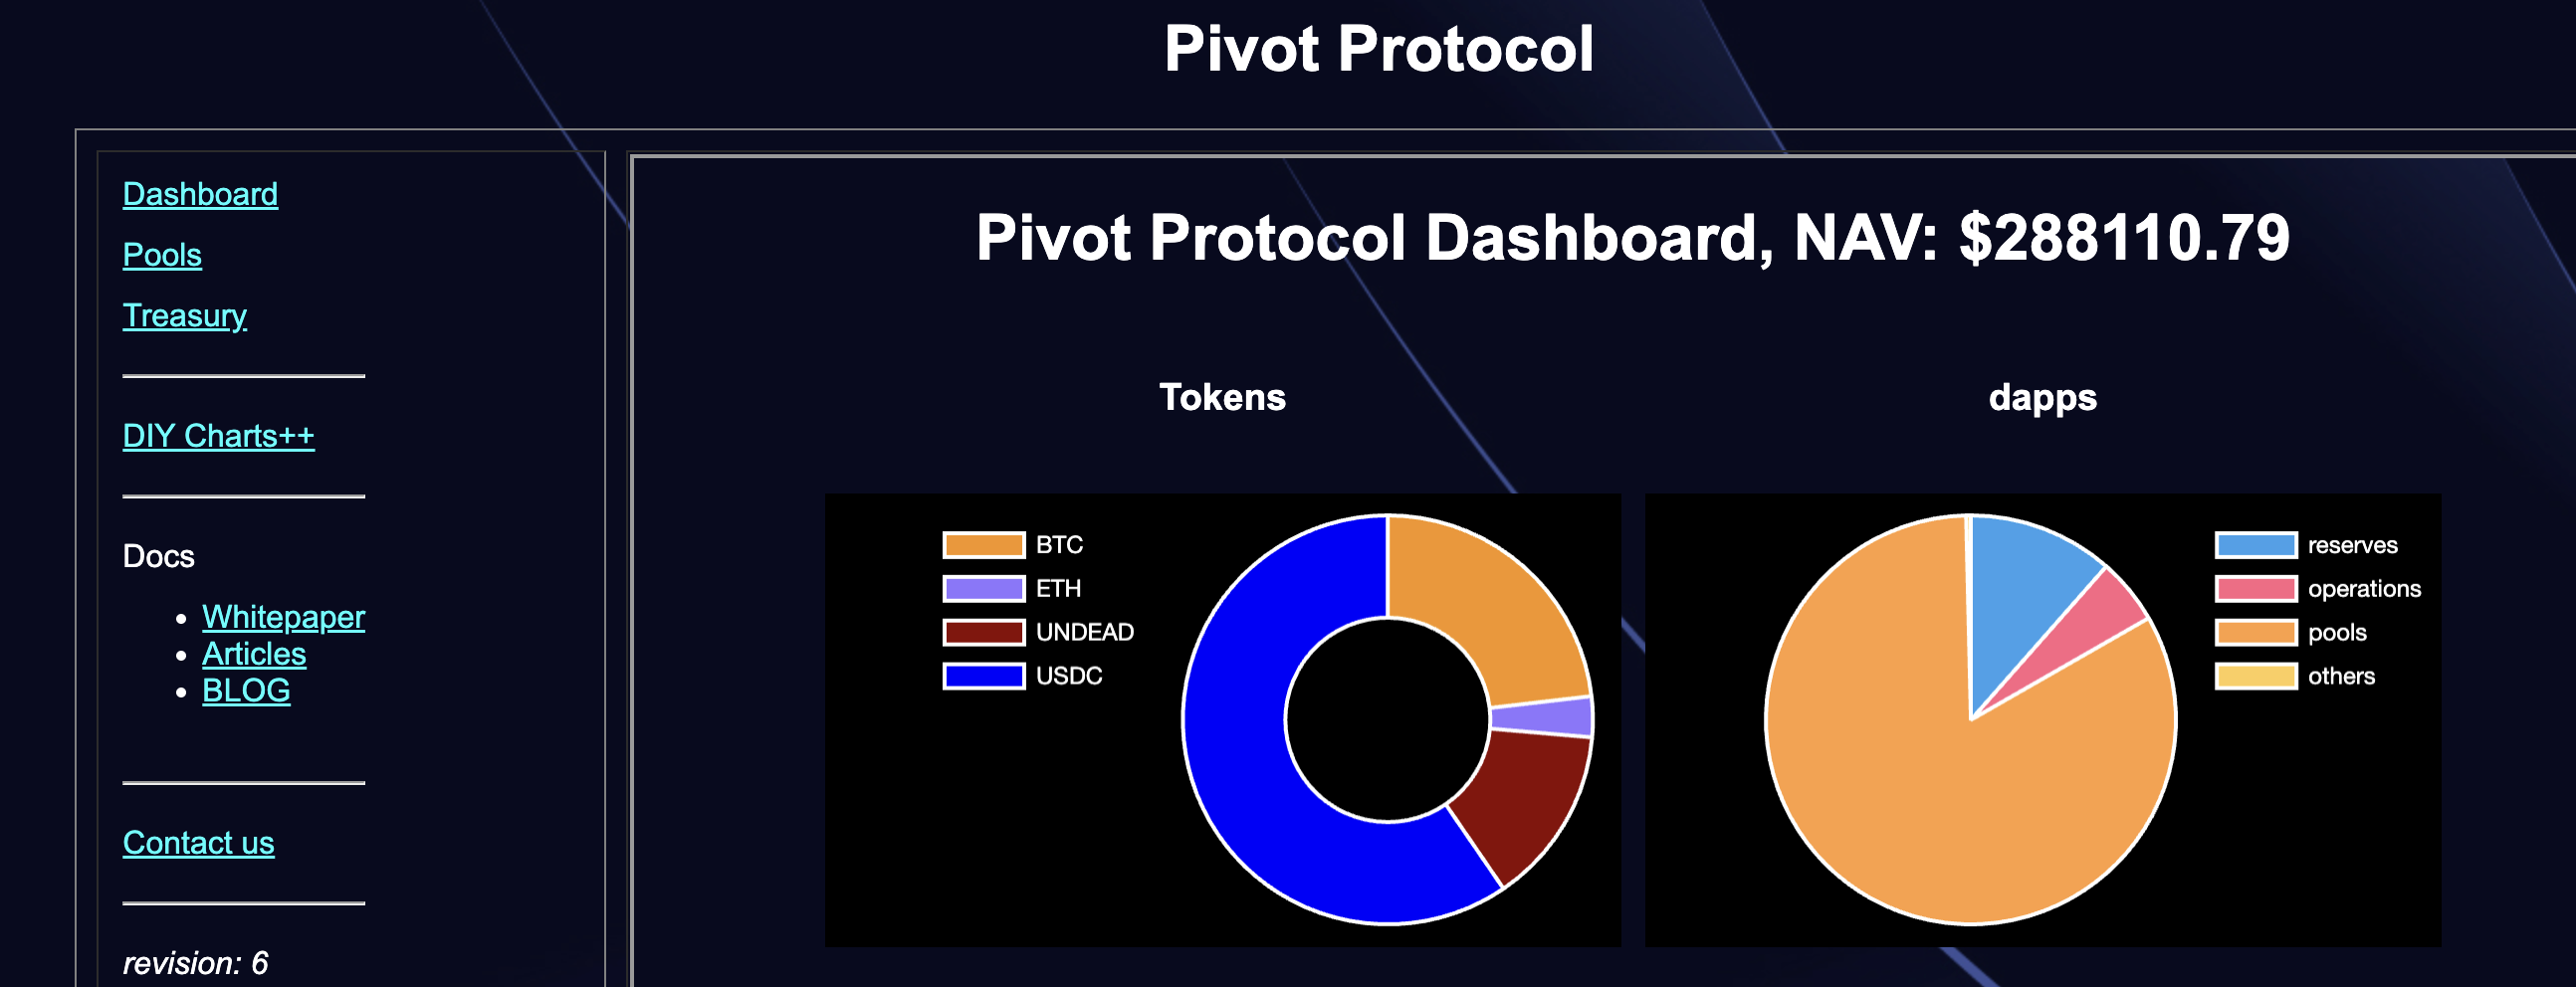 Pivot Protocol
Dashboard
Pools
Treasury
DIY Charts++
Docs
Whitepaper
Articles
BLOG
Contact us
revision: 6
Pivot Protocol Dashboard, NAV: $288110.79
Tokens
BTC
ETH
UNDEAD
USDC
dapps
reserves
operations
pools
others